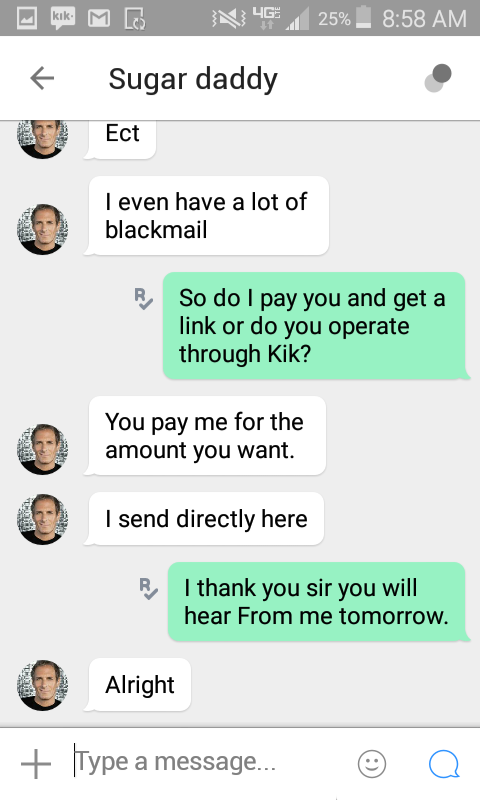 kik·
4G LTE
25%
8:58 AM
Sugar daddy
Ect
I even have a lot of
blackmail
R
So do I pay you and get a
link or do you operate
through Kik?
You pay me for the
amount you want.
I send directly here
R
I thank you sir you will
hear From me tomorrow.
Alright
Type a message...